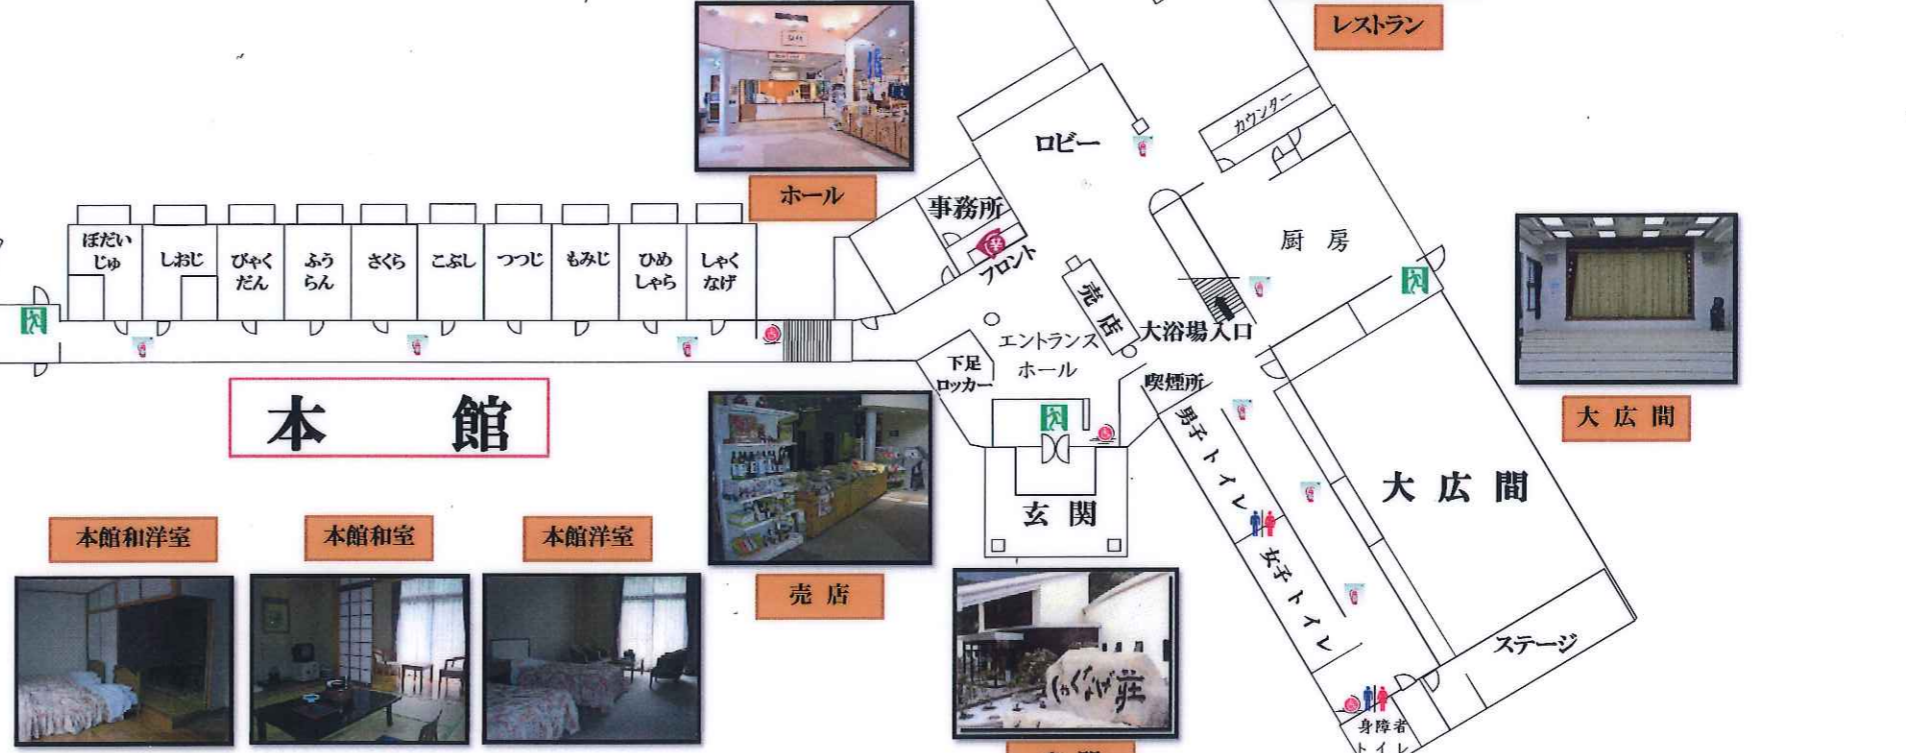 レストラン
カウンター
ロビー
ホール
事務所
フロント
厨 房
ぼだい
じゅ
しおじ
びゃく
だん
ふう
らん
さくら
こぶし
つつじ
もみじ
ひめ
しゃら
しゃく
なげ
売店
大浴場入口
エントランス
ホール
下足
ロッカー
喫煙所
男子トイレ
大 広 間
本 館
大 広 間
玄 関
女子トイレ
本館和洋室
本館和室
本館洋室
売 店
ステージ
しゃくなげ荘
身障者
トイレ